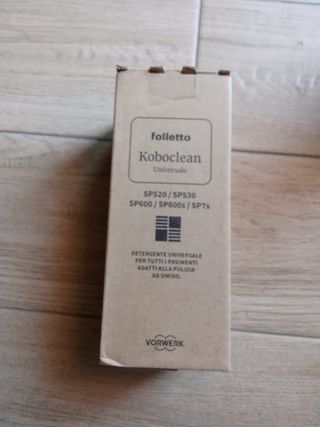 folletto
Koboclean
Universale
SP520 / SP530
SP600 / SP600s / SP7s
DETERGENTE UNIVERSALE
PER TUTTI I PAVIMENTI
ADATTI ALLA PULIZIA
AD UMIDO.
VORWERK